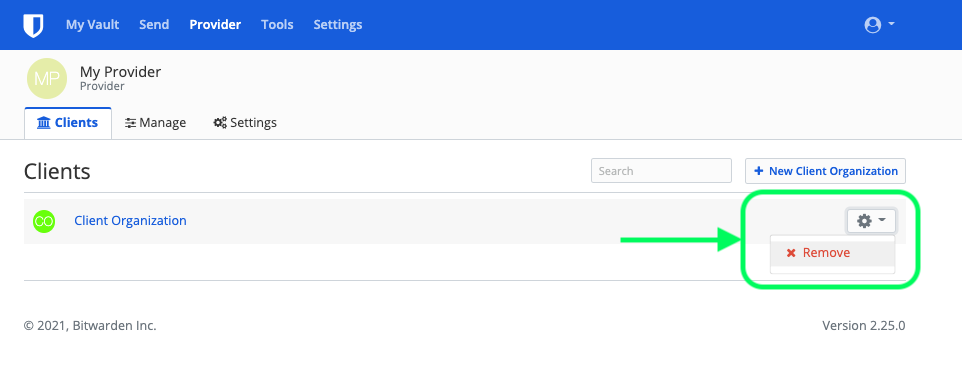 My Vault Send Provider Tools Settings
MP
My Provider
Provider
Clients Manage Settings
Clients
Search
New Client Organization
CO
Client Organization
Remove
© 2021, Bitwarden Inc. Version 2.25.0